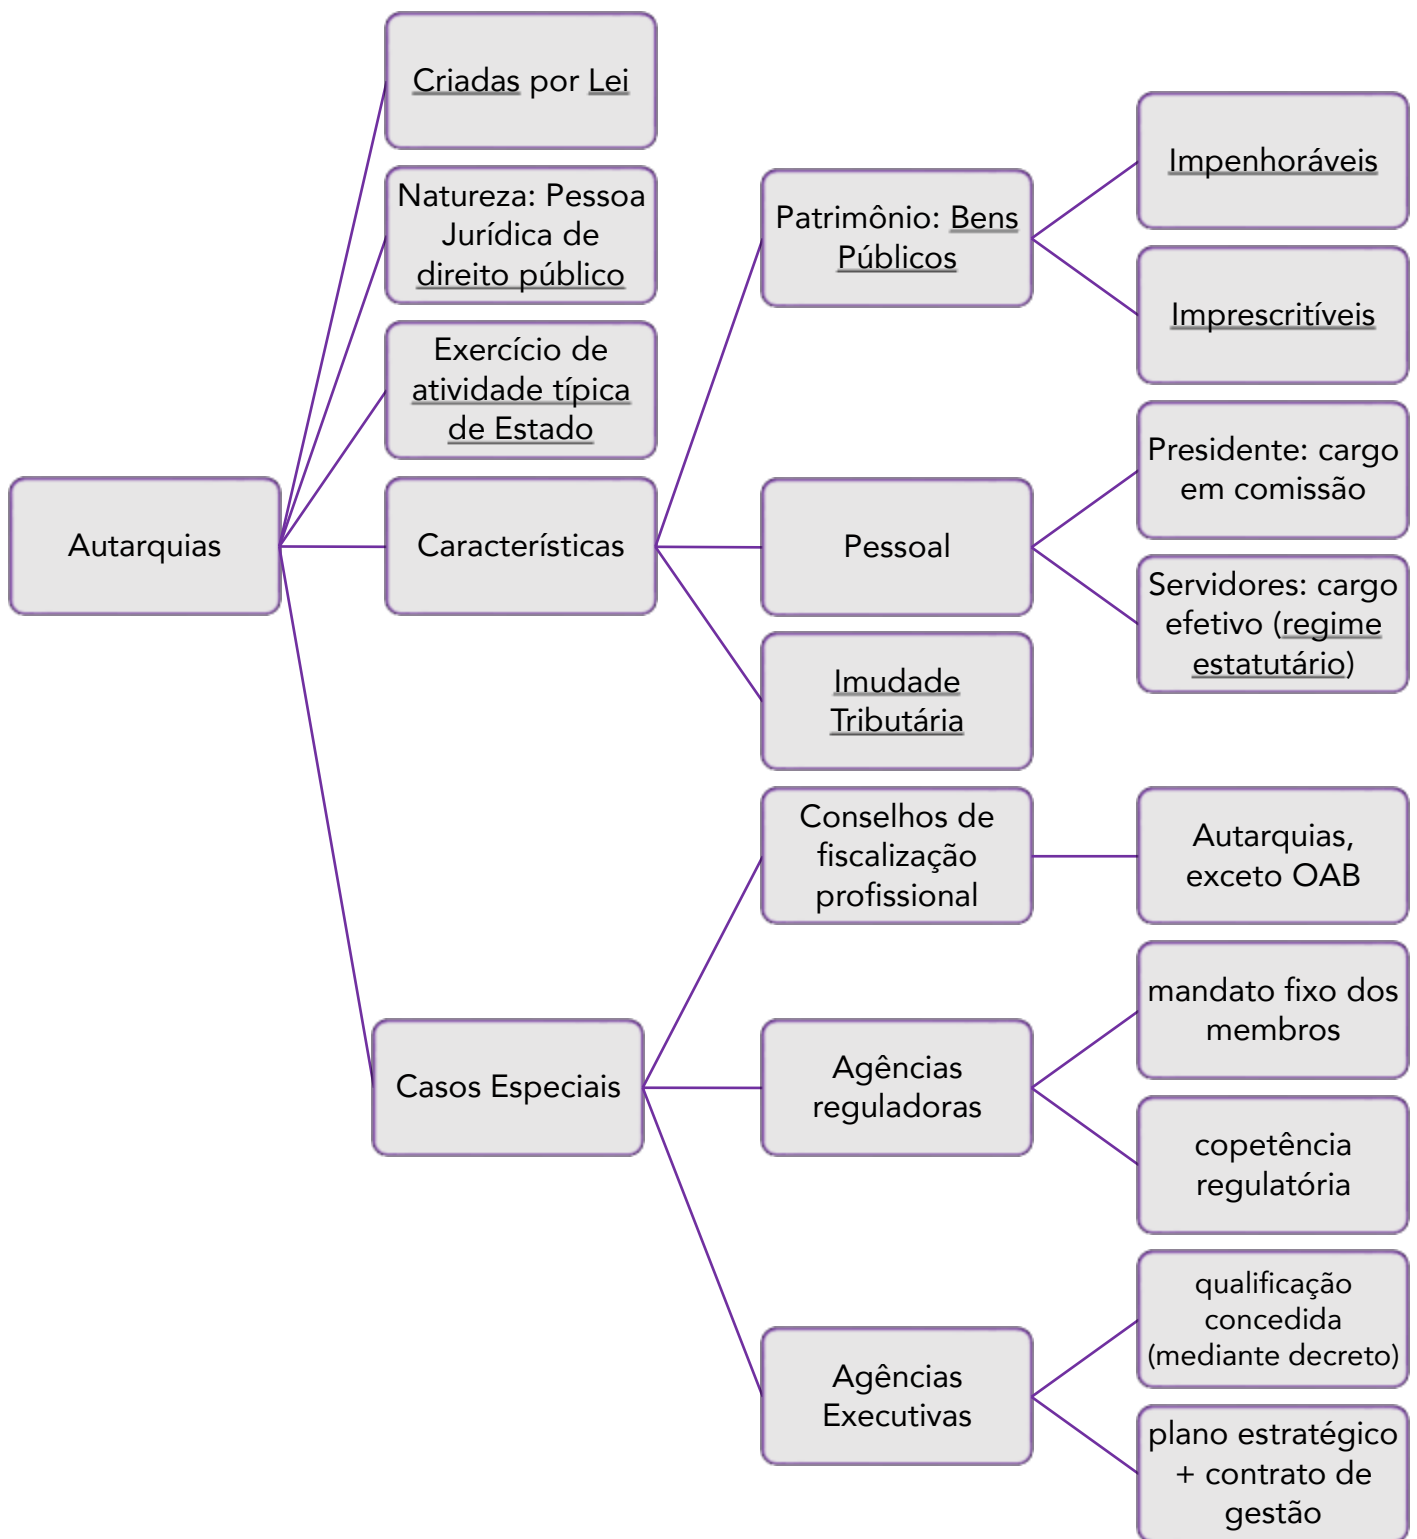 Criadas por Lei
Natureza: Pessoa
Jurídica de
direito público
Exercício de
atividade típica
de Estado
Autarquias
Características
Patrimônio: Bens
Públicos
Impenhoráveis
Imprescritíveis
Pessoal
Presidente: cargo
em comissão
Servidores: cargo
efetivo (regime
estatutário)
Imudade
Tributária
Casos Especiais
Conselhos de
fiscalização
profissional
Autarquias,
exceto OAB
Agências
reguladoras
mandato fixo dos
membros
copetência
regulatória
Agências
Executivas
qualificação
concedida
(mediante decreto)
plano estratégico
+ contrato de
gestão